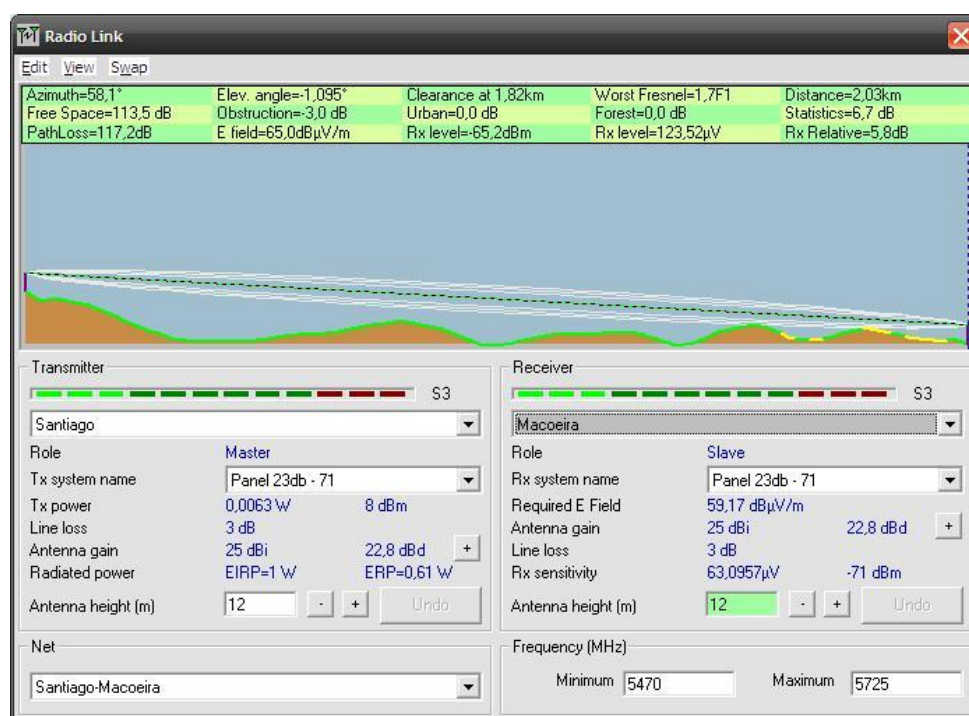 Radio Link
Edit View Swap
Azimuth=58,1° Elev. angle=-1,095° Clearance at 1,82km Worst Fresnel=1,7F1 Distance=2,03km
Free Space=113,5 dB Obstruction=-3,0 dB Urban=0,0 dB Forest=0,0 dB Statistics=6,7 dB
PathLoss=117,2dB E field=65,0dBµV/m Rx level=-65,2dBm Rx level=123,52µV Rx Relative=5,8dB
Transmitter
S3
Santiago
Role Master
Tx system name Panel 23db - 71
Tx power 0,0063 W 8 dBm
Line loss 3 dB
Antenna gain 25 dBi 22,8 dBd +
Radiated power EIRP=1 W ERP=0,61 W
Antenna height (m) 12 - + Undo
Net
Santiago-Macoeira
Receiver
S3
Macoeira
Role Slave
Rx system name Panel 23db - 71
Required E Field 59,17 dBµV/m
Antenna gain 25 dBi 22,8 dBd +
Line loss 3 dB
Rx sensitivity 63,0957µV -71 dBm
Antenna height (m) 12 - + Undo
Frequency (MHz)
Minimum 5470 Maximum 5725